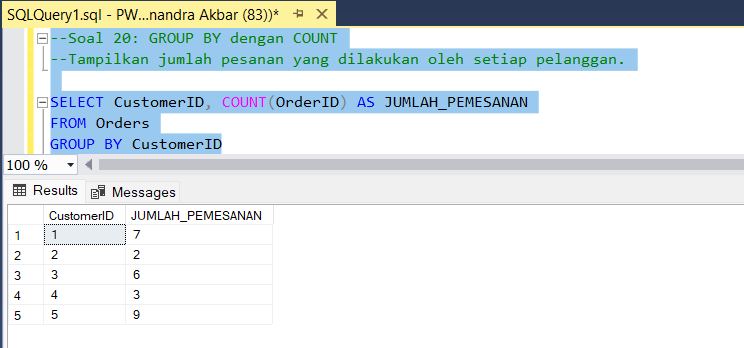 SQLQuery1.sql - PW...nandra Akbar (83))*
--Soal 20: GROUP BY dengan COUNT
--Tampilkan jumlah pesanan yang dilakukan oleh setiap pelanggan.
SELECT CustomerID, COUNT(OrderID) AS JUMLAH_PEMESANAN
FROM Orders
GROUP BY CustomerID
100 %
Results Messages
CustomerID JUMLAH_PEMESANAN
1 1 7
2 2 2
3 3 6
4 4 3
5 5 9